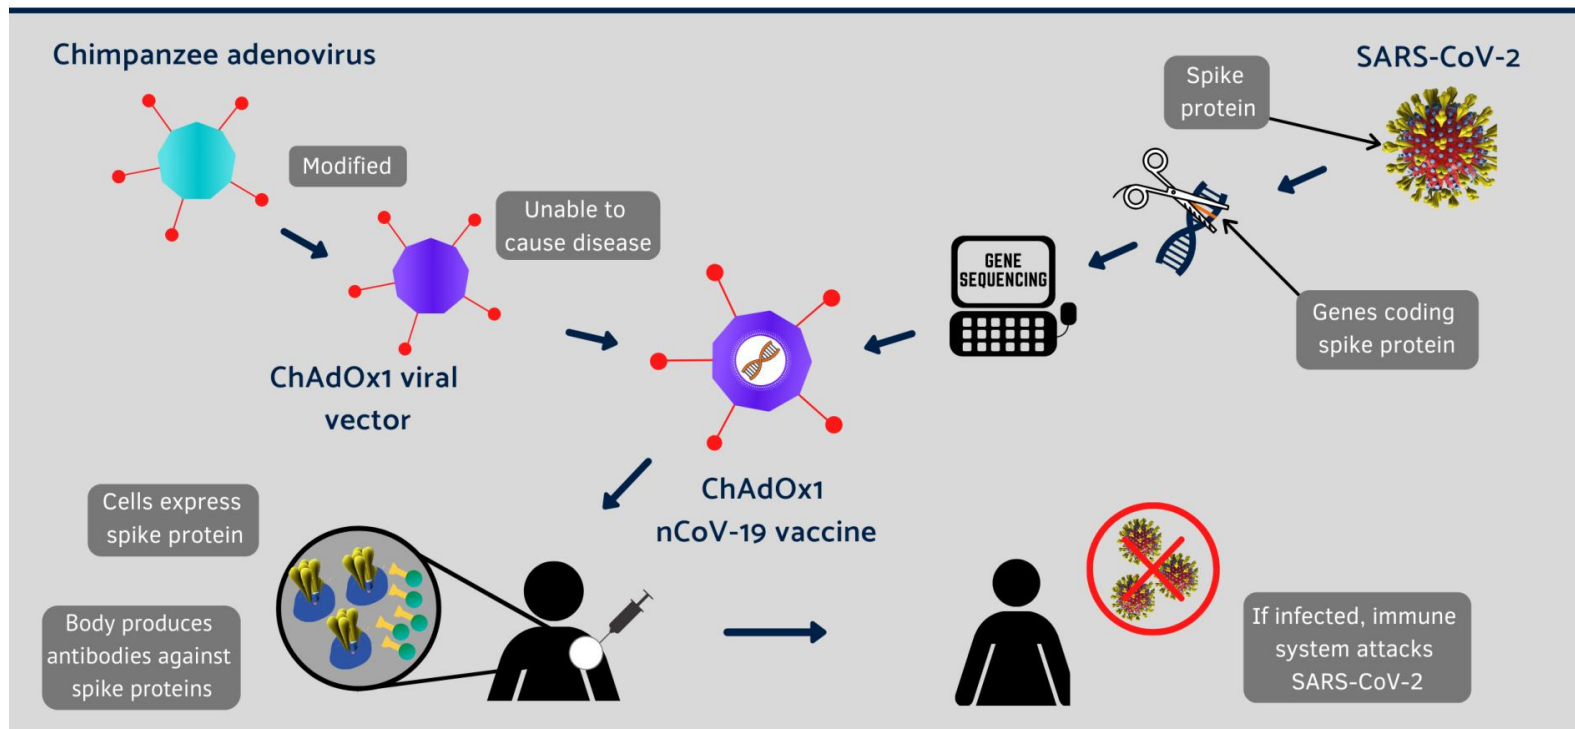 Chimpanzee adenovirus
SARS-CoV-2
Spike
protein
Modified
Unable to
cause disease
GENE
SEQUENCING
Genes coding
spike protein
ChAdOx1 viral
vector
ChAdOx1
nCoV-19 vaccine
Cells express
spike protein
Body produces
antibodies against
spike proteins
If infected, immune
system attacks
SARS-CoV-2